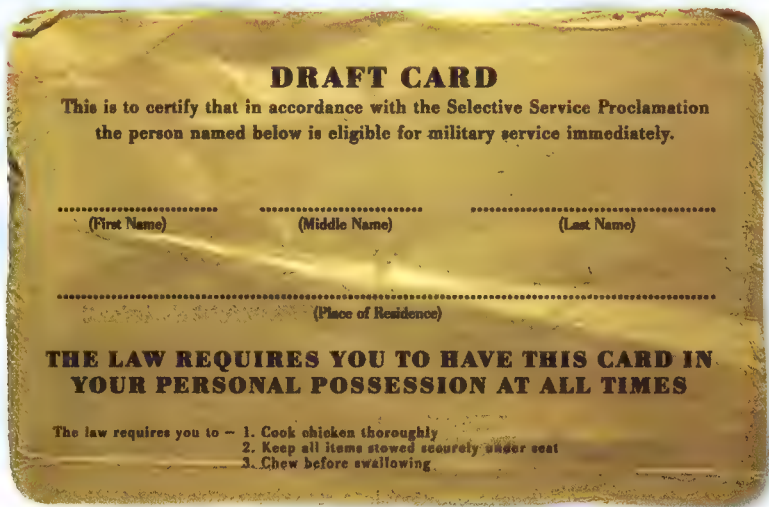 DRAFT CARD
This is to certify that in accordance with the Selective Service Proclamation
the person named below is eligible for military service immediately.
(First Name) (Middle Name) (Last Name)
(Place of Residence)
THE LAW REQUIRES YOU TO HAVE THIS CARD IN
YOUR PERSONAL POSSESSION AT ALL TIMES
The law requires you to — 1. Cook chicken thoroughly
2. Keep all items stowed securely under seat
3. Chew before swallowing